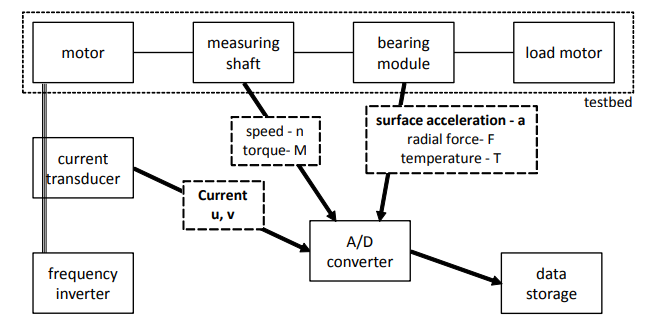 motor
measuring
shaft
bearing
module
load motor
testbed
speed - n
torque- M
surface acceleration - a
radial force- F
temperature - T
current
transducer
Current
u, v
A/D
converter
frequency
inverter
data
storage